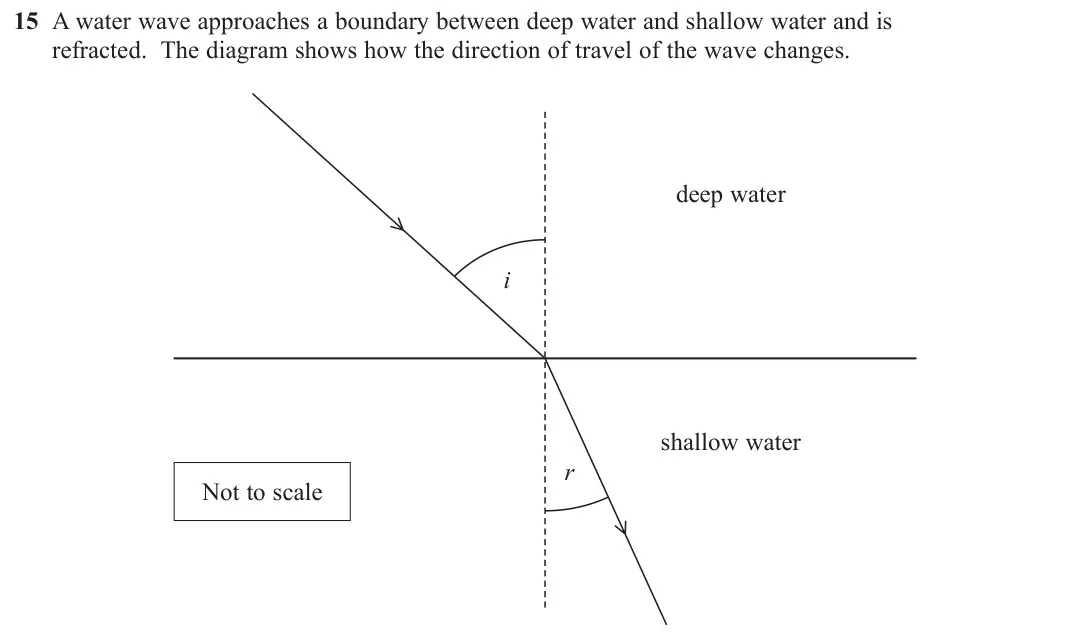 15 A water wave approaches a boundary between deep water and shallow water and is
refracted. The diagram shows how the direction of travel of the wave changes.
deep water
i
shallow water
r
Not to scale